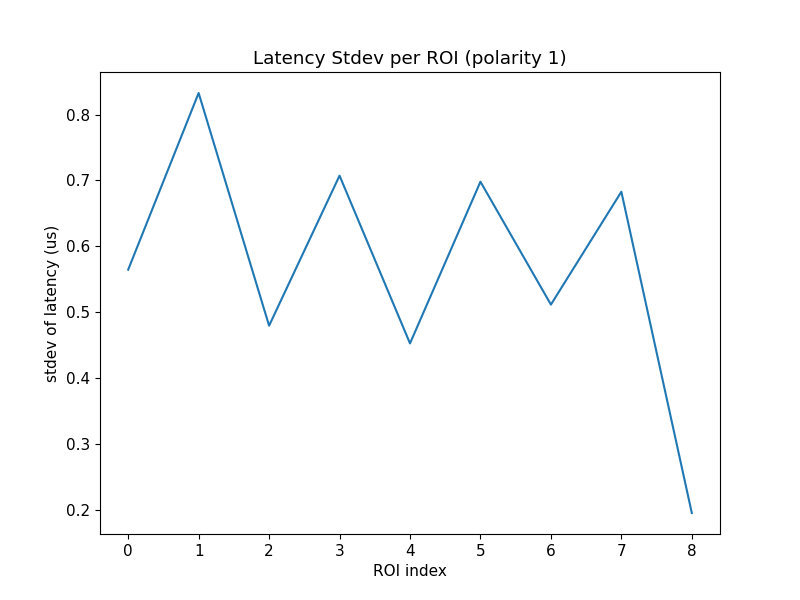 Latency Stdev per ROI (polarity 1)
stdev of latency (us)
0.8
0.7
0.6
0.5
0.4
0.3
0.2
0 1 2 3 4 5 6 7 8
ROI index